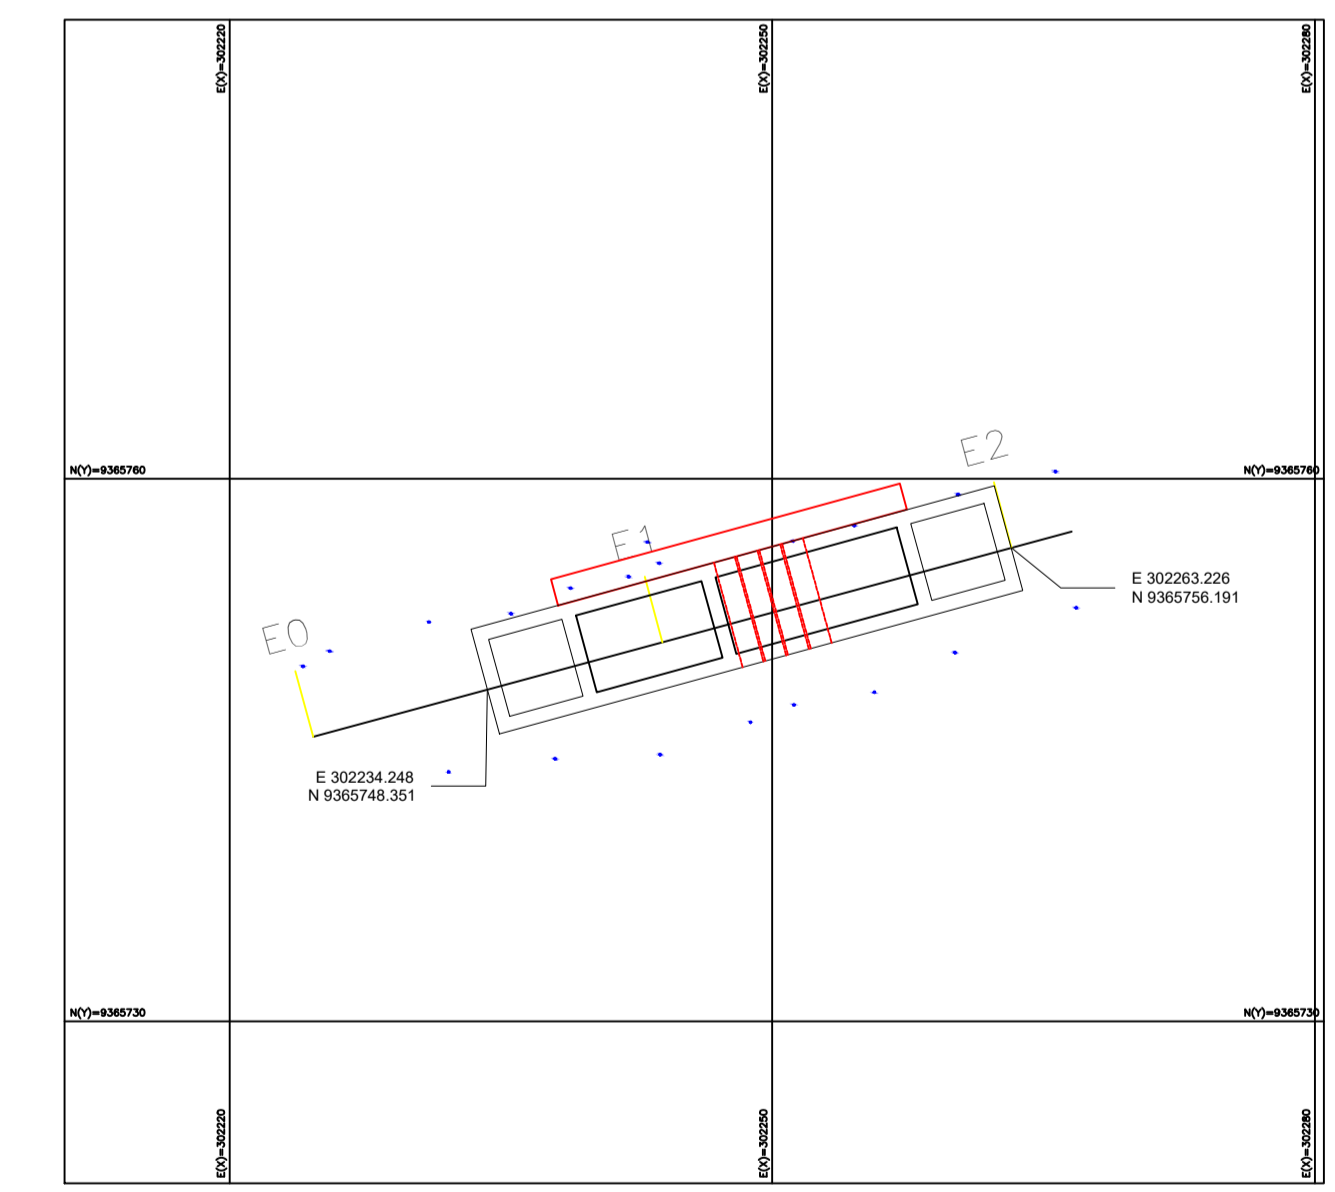 E(X)=302220
E(X)=302250
E(X)=302280
E2
N(Y)=9365760
N(Y)=9365760
E1
E 302263.226
N 9365756.191
E0
E 302234.248
N 9365748.351
N(Y)=9365730
N(Y)=9365730
E(X)=302220
E(X)=302250
E(X)=302280